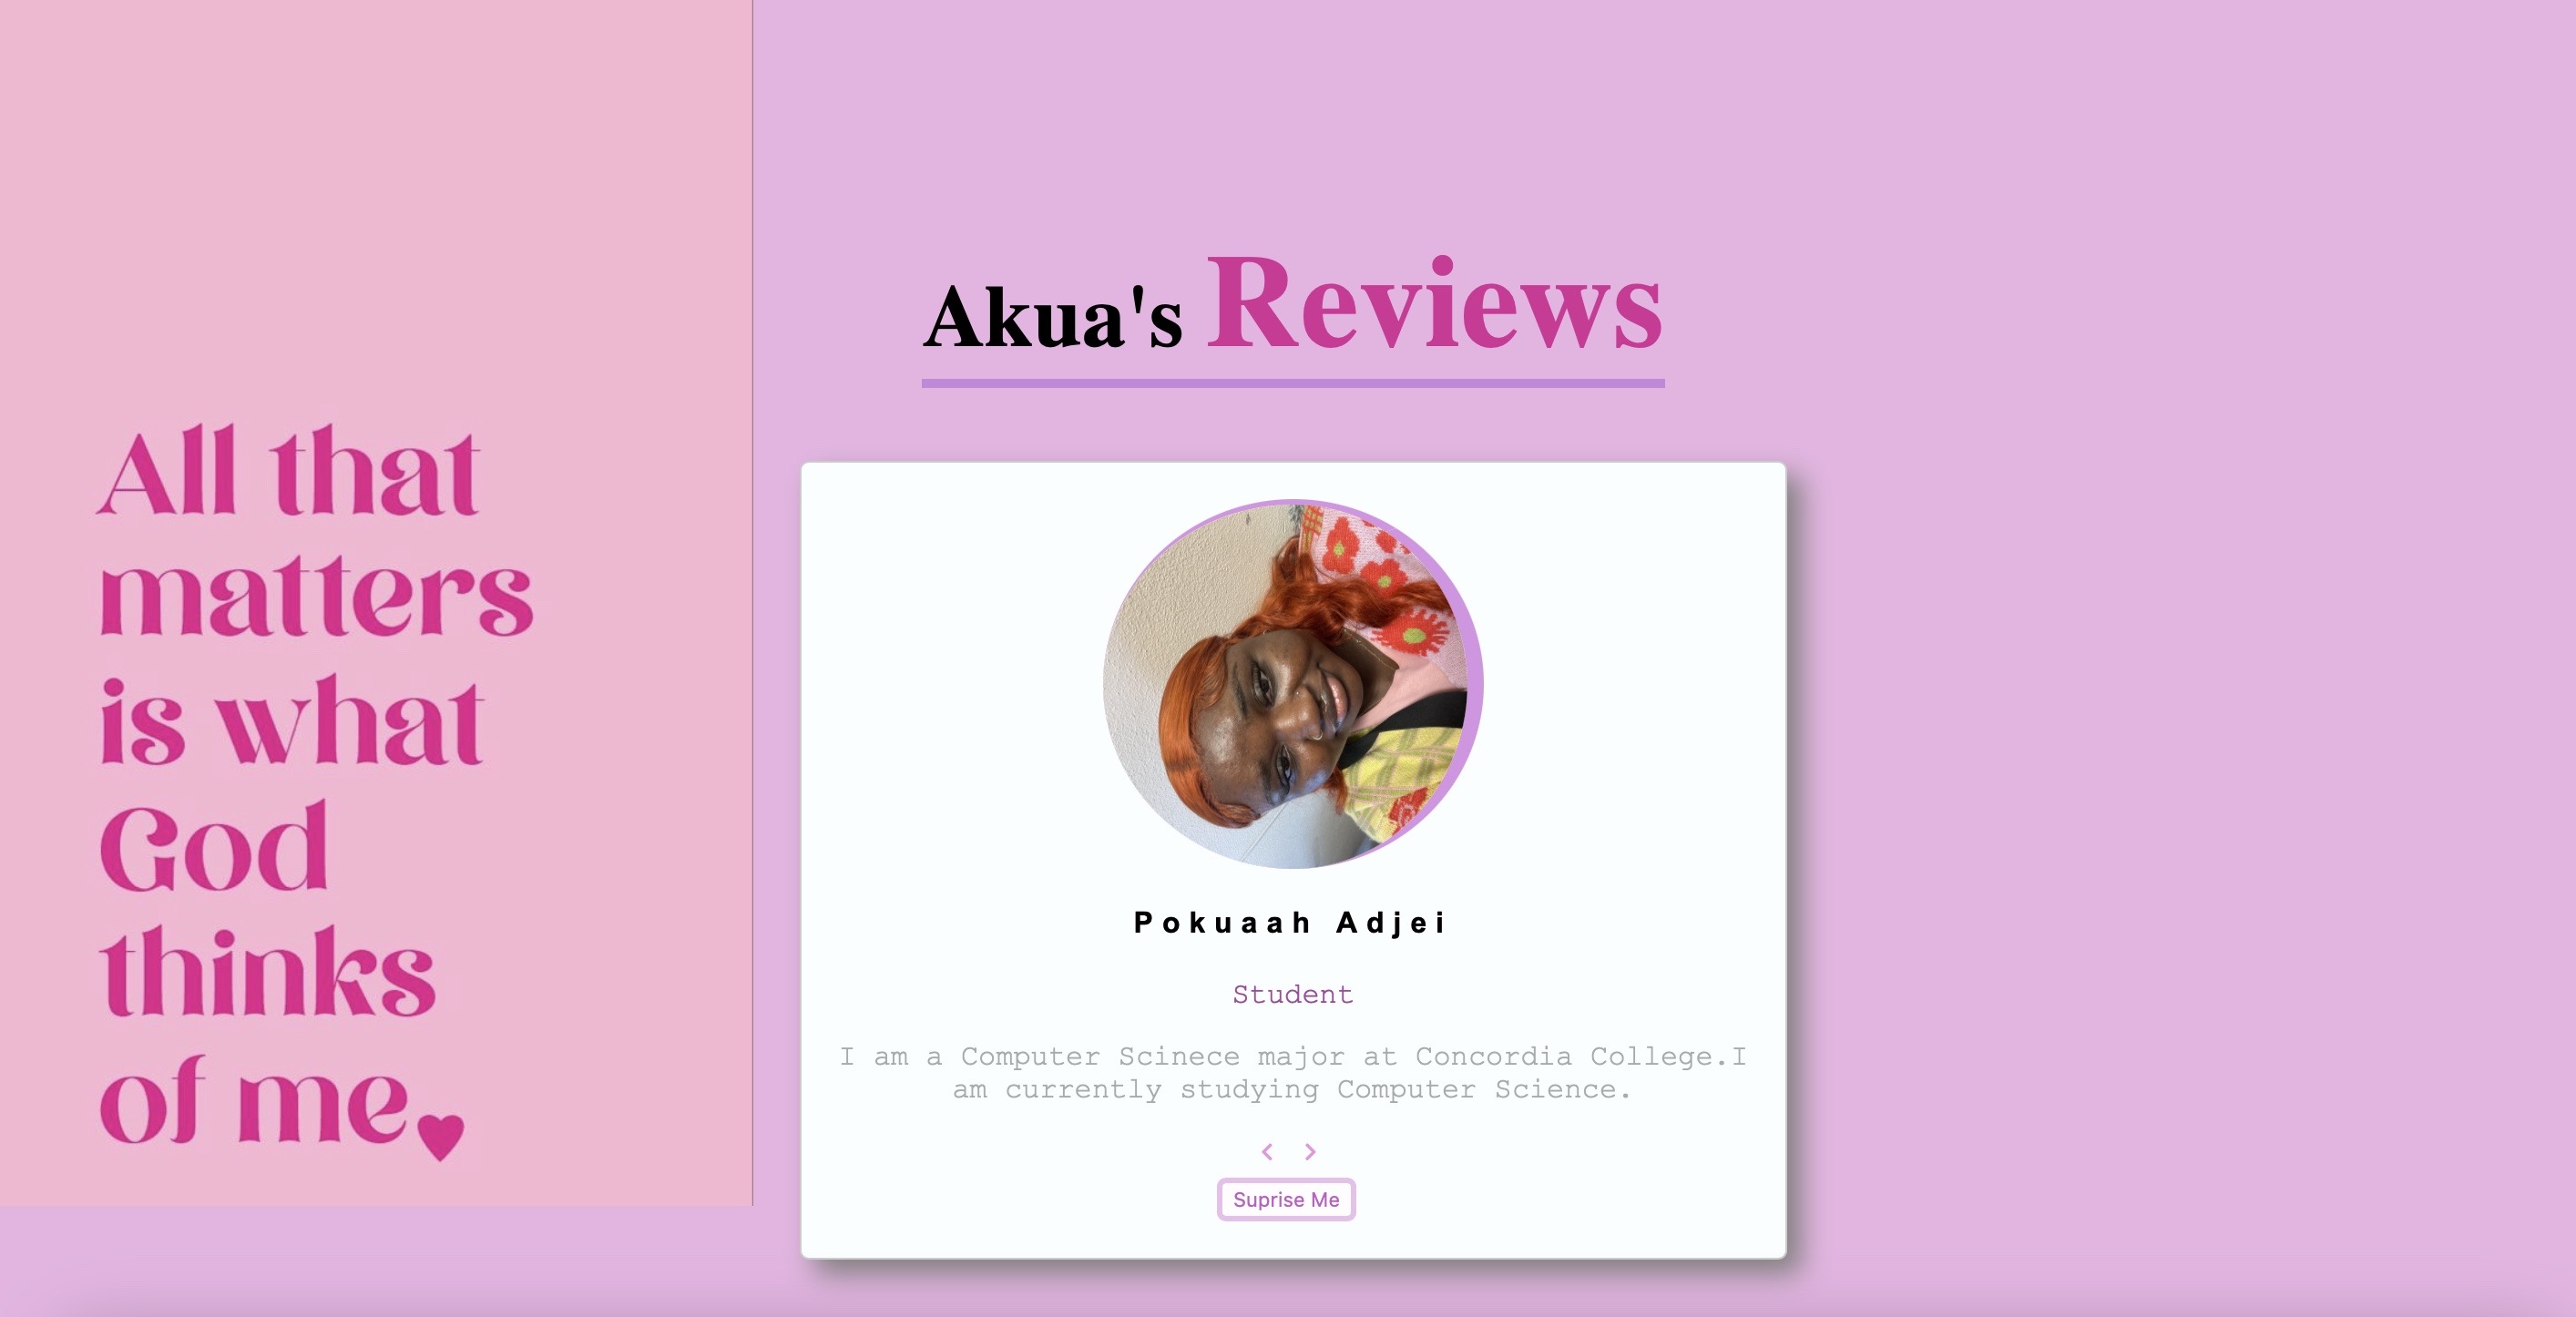 All that
matters
is what
God
thinks
of me
Akua's Reviews
Pokuaah Adjei
Student
I am a Computer Scinece major at Concordia College.I
am currently studying Computer Science.
Suprise Me